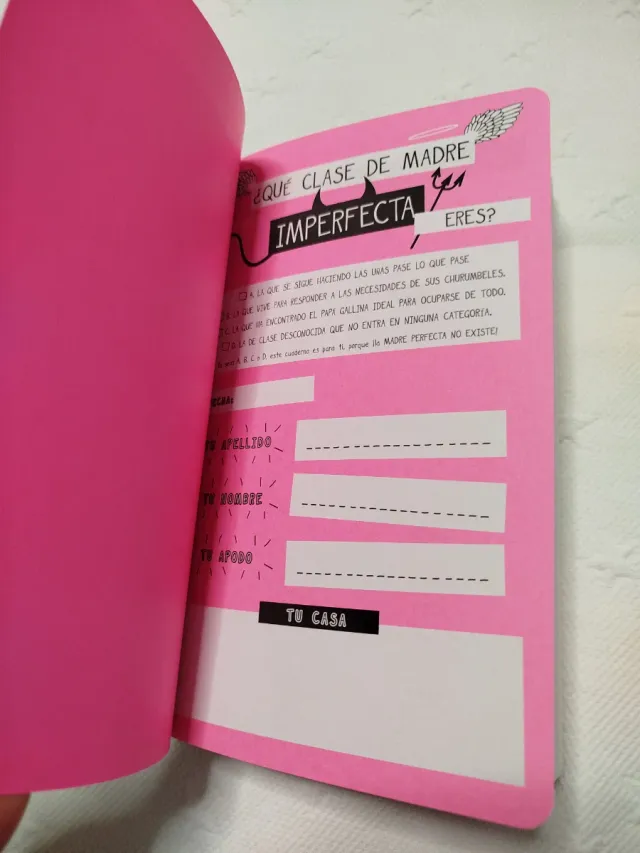 ¿QUÉ CLASE DE MADRE
IMPERFECTA
ERES?
A. LA QUE SE SIGUE HACIENDO LAS UÑAS PASE LO QUE PASE
B. LA QUE VIVE PARA RESPONDER A LAS NECESIDADES DE SUS CHURUMBELES.
C. LA QUE HA ENCONTRADO EL PAPÁ GALLINA IDEAL PARA OCUPARSE DE TODO.
D. LA DE CLASE DESCONOCIDA QUE NO ENTRA EN NINGUNA CATEGORÍA.
A, B, C o D, este cuaderno es para ti, porque ¡la MADRE PERFECTA NO EXISTE!
TU APELLIDO
TU NOMBRE
TU APODO
TU CASA